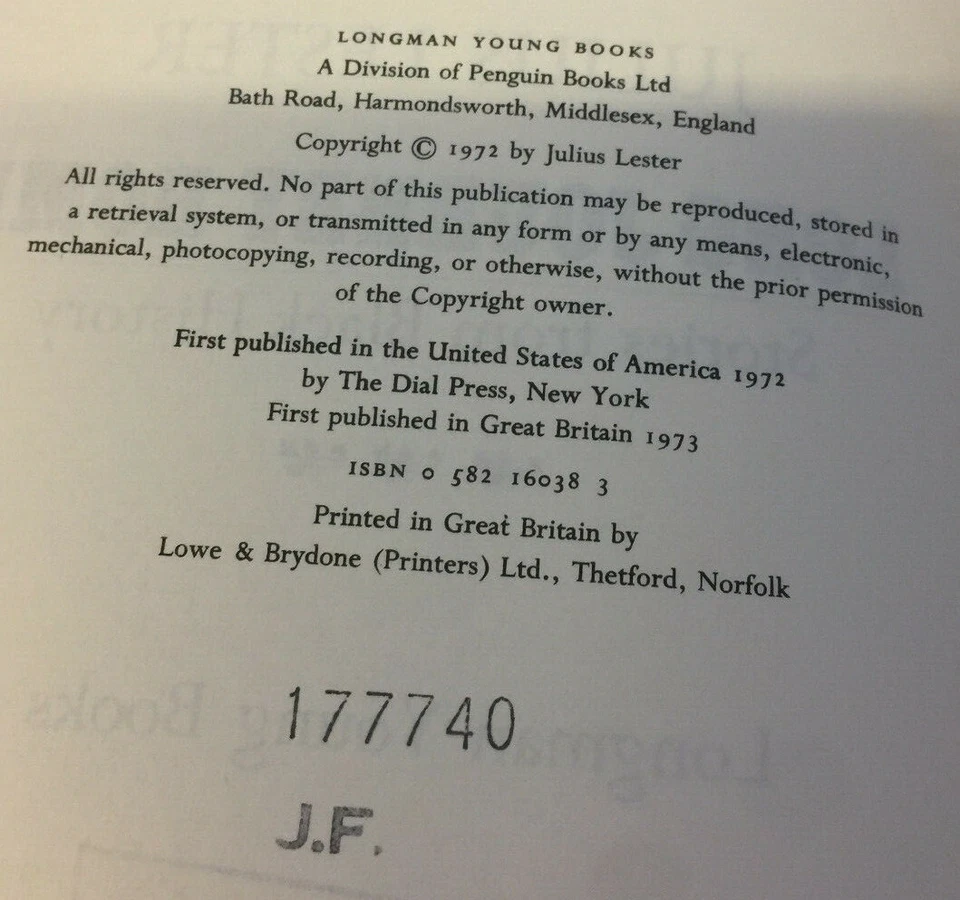 LONGMAN YOUNG BOOKS
A Division of Penguin Books Ltd
Bath Road, Harmondsworth, Middlesex, England
Copyright © 1972 by Julius Lester
All rights reserved. No part of this publication may be reproduced, stored in
a retrieval system, or transmitted in any form or by any means, electronic,
mechanical, photocopying, recording, or otherwise, without the prior permission
of the Copyright owner.
First published in the United States of America 1972
by The Dial Press, New York
First published in Great Britain 1973
ISBN 0 582 16038 3
Printed in Great Britain by
Lowe & Brydone (Printers) Ltd., Thetford, Norfolk
177740
J.F.